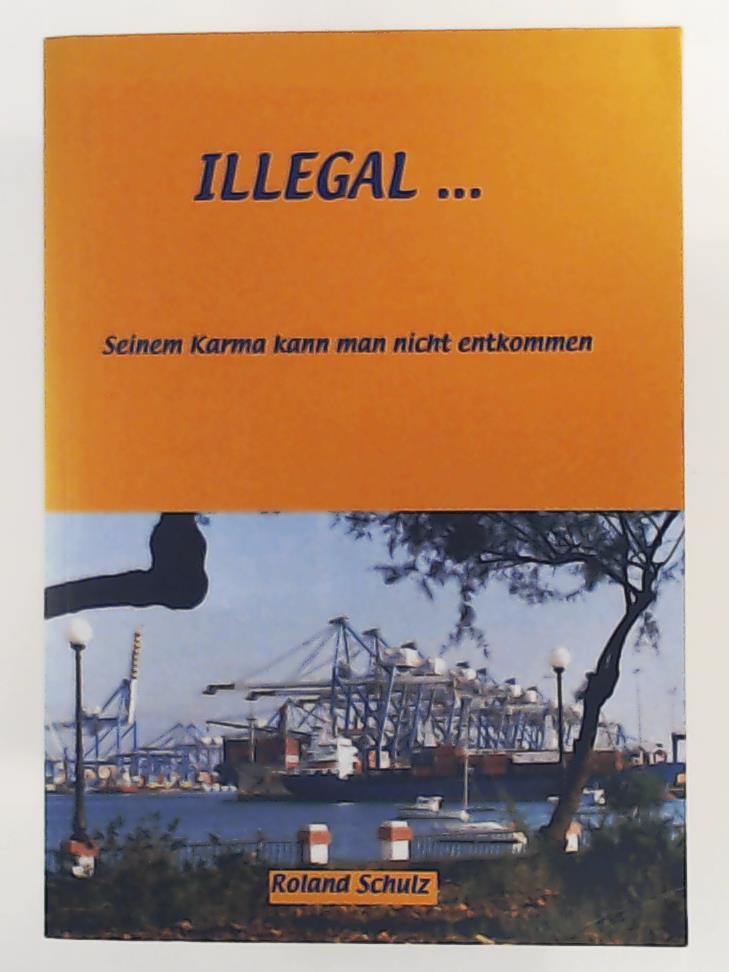 ILLEGAL ...
Seinem Karma kann man nicht entkommen
Roland Schulz